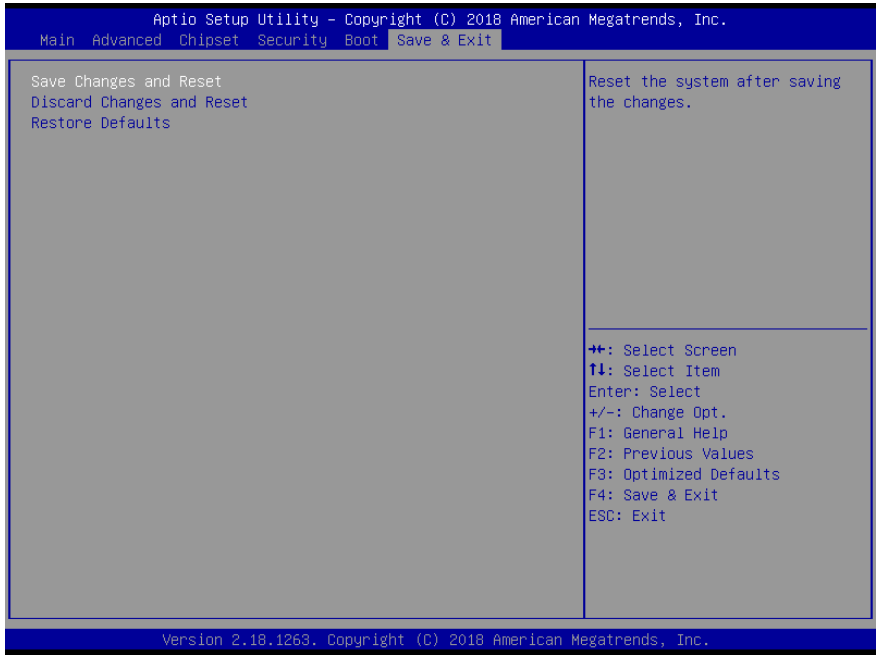 Aptio Setup Utility – Copyright (C) 2018 American Megatrends, Inc.
Main Advanced Chipset Security Boot Save & Exit
Save Changes and Reset
Discard Changes and Reset
Restore Defaults
Reset the system after saving
the changes.
→←: Select Screen
↑↓: Select Item
Enter: Select
+/-: Change Opt.
F1: General Help
F2: Previous Values
F3: Optimized Defaults
F4: Save & Exit
ESC: Exit
Version 2.18.1263. Copyright (C) 2018 American Megatrends, Inc.